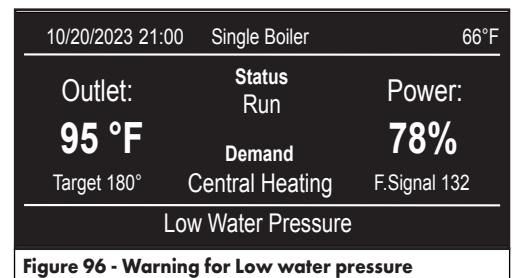 10/20/2023 21:00 Single Boiler 66°F
Outlet: Status Power:
Run
95 °F 78%
Demand
Target 180° Central Heating F.Signal 132
Low Water Pressure
Figure 96 - Warning for Low water pressure